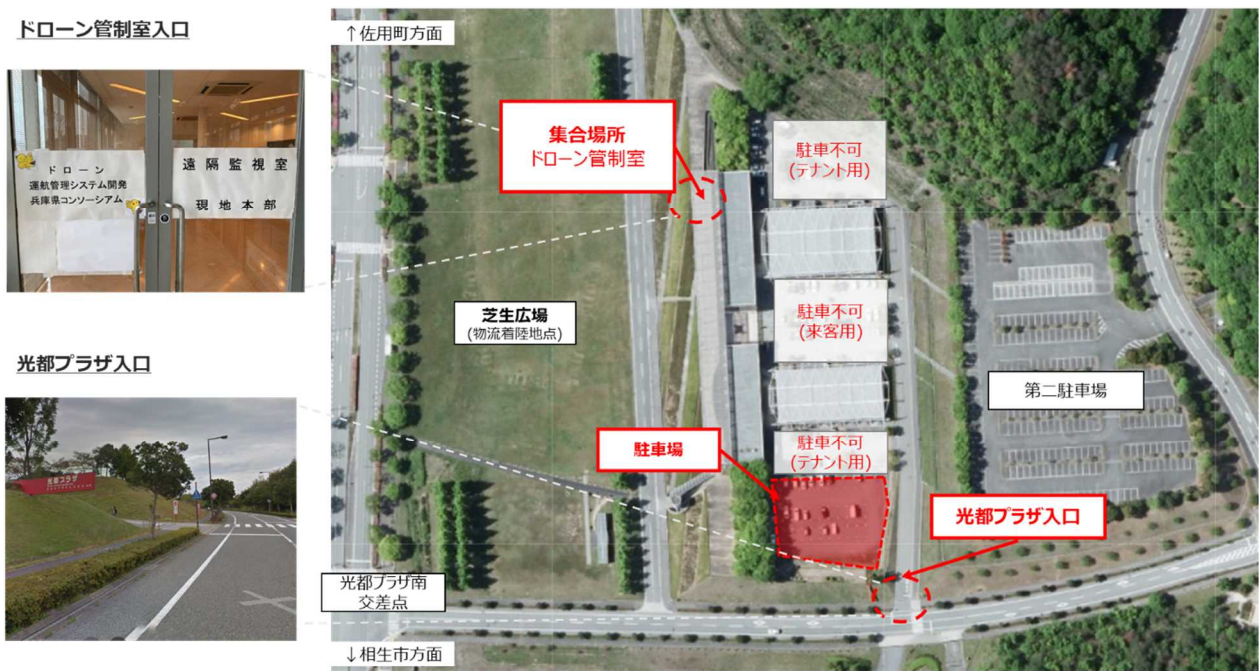 ドローン管制室入口
ドローン
運航管理システム開発
兵庫県コンソーシアム
遠隔監視室
現地本部
光都プラザ入口
光都プラザ
↑佐用町方面
集合場所
ドローン管制室
駐車不可
(テナント用)
駐車不可
(来客用)
芝生広場
(物流着陸地点)
第二駐車場
駐車場
駐車不可
(テナント用)
光都プラザ入口
光都プラザ南
交差点
↓相生市方面